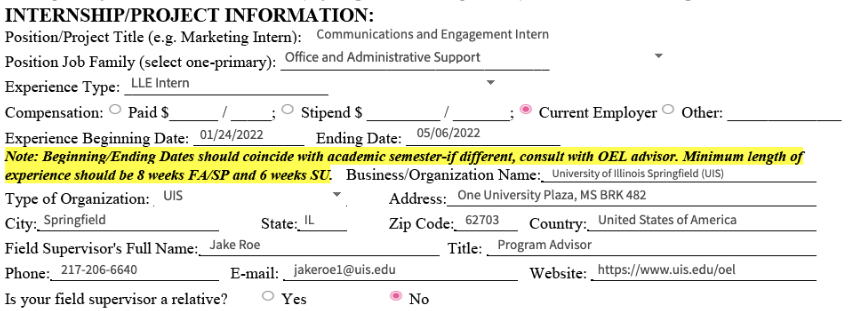 INTERNSHIP/PROJECT INFORMATION:
Position/Project Title (e.g. Marketing Intern): Communications and Engagement Intern
Position Job Family (select one-primary): Office and Administrative Support
Experience Type: LLE Intern
Compensation: Paid $______ / ____; Stipend $ _______ / ______; Current Employer Other: __________
Experience Beginning Date: 01/24/2022 Ending Date: 05/06/2022
Note: Beginning/Ending Dates should coincide with academic semester-if different, consult with OEL advisor. Minimum length of
experience should be 8 weeks FA/SP and 6 weeks SU. Business/Organization Name: University of Illinois Springfield (UIS)
Type of Organization: UIS Address: One University Plaza, MS BRK 482
City: Springfield State: IL Zip Code: 62703 Country: United States of America
Field Supervisor's Full Name: Jake Roe Title: Program Advisor
Phone: 217-206-6640 E-mail: jakeroe1@uis.edu Website: https://www.uis.edu/oel
Is your field supervisor a relative? Yes No